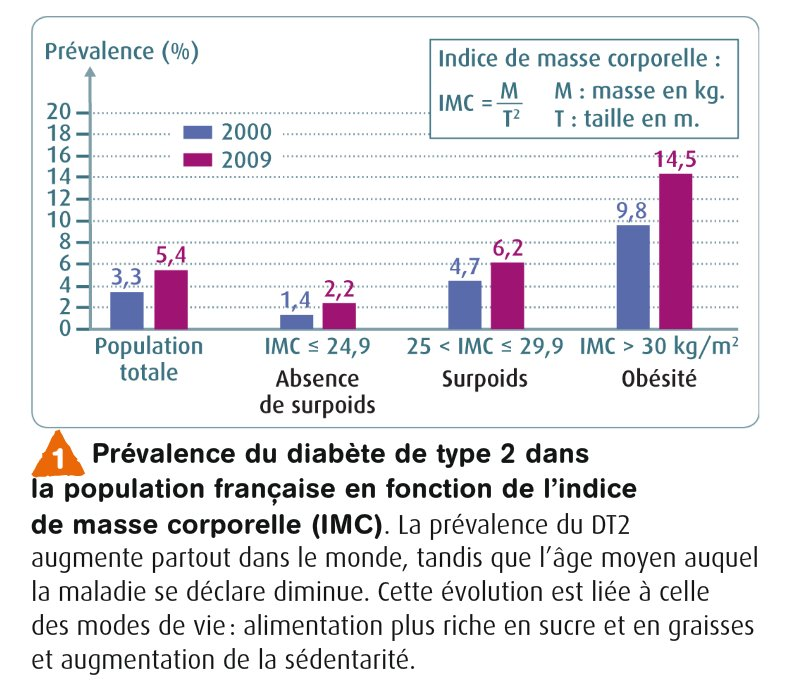 Prévalence (%)
Indice de masse corporelle :
IMC = M/T² M : masse en kg.
T : taille en m.
20
18
16
14
12
10
8
6
4
2
0
2000
2009
3,3
5,4
1,4
2,2
4,7
6,2
9,8
14,5
Population
totale
IMC ≤ 24,9
Absence
de surpoids
25 < IMC ≤ 29,9
Surpoids
IMC > 30 kg/m²
Obésité
1 Prévalence du diabète de type 2 dans
la population française en fonction de l'indice
de masse corporelle (IMC). La prévalence du DT2
augmente partout dans le monde, tandis que l'âge moyen auquel
la maladie se déclare diminue. Cette évolution est liée à celle
des modes de vie : alimentation plus riche en sucre et en graisses
et augmentation de la sédentarité.